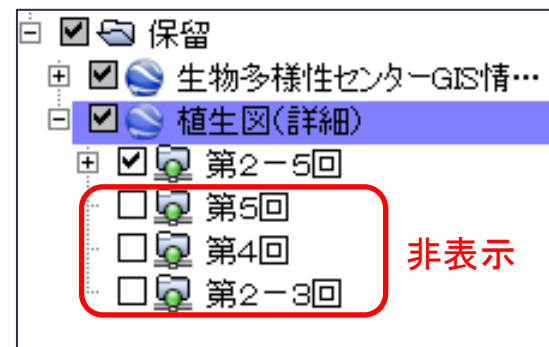 保留
生物多様性センターGIS情…
植生図(詳細)
第2－5回
第5回
第4回
第2－3回
非表示